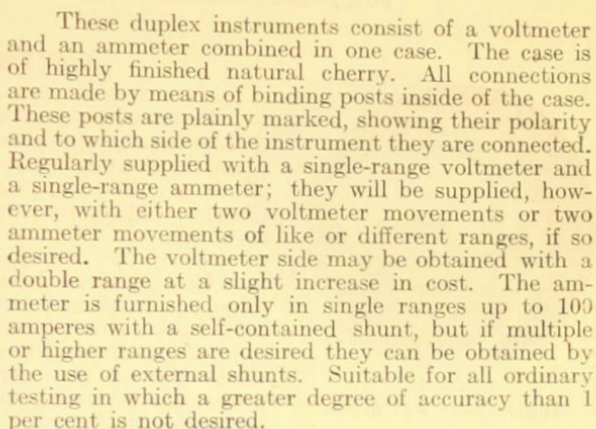 These duplex instruments consist of a voltmeter
and an ammeter combined in one case. The case is
of highly finished natural cherry. All connections
are made by means of binding posts inside of the case.
These posts are plainly marked, showing their polarity
and to which side of the instrument they are connected.
Regularly supplied with a single-range voltmeter and
a single-range ammeter; they will be supplied, how-
ever, with either two voltmeter movements or two
ammeter movements of like or different ranges, if so
desired. The voltmeter side may be obtained with a
double range at a slight increase in cost. The am-
meter is furnished only in single ranges up to 100
amperes with a self-contained shunt, but if multiple
or higher ranges are desired they can be obtained by
the use of external shunts. Suitable for all ordinary
testing in which a greater degree of accuracy than 1
per cent is not desired.